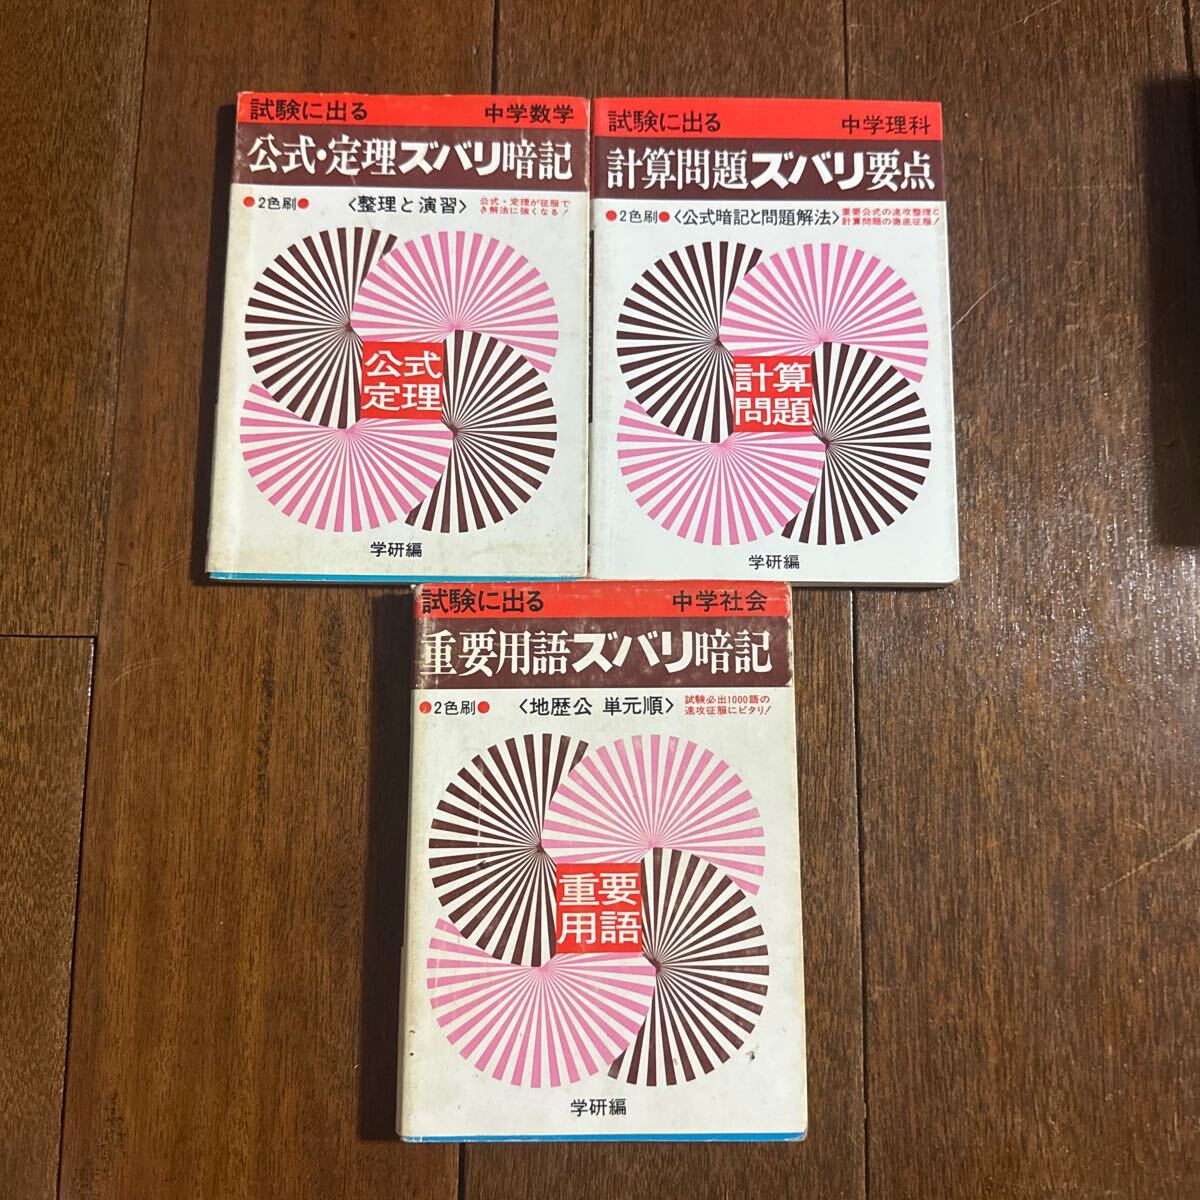 試験に出る 中学数学
公式・定理ズバリ暗記
●2色刷● 〈整理と演習〉
公式・定理が征服で
き解法に強くなる!
公式
定理
学研編
試験に出る 中学理科
計算問題ズバリ要点
●2色刷● 〈公式暗記と問題解法〉
重要公式の速攻整理と
計算問題の徹底征服!
計算
問題
学研編
試験に出る 中学社会
重要用語ズバリ暗記
●2色刷● 〈地歴公 単元順〉
試験必出1000語の
速攻征服にピタリ!
重要
用語
学研編